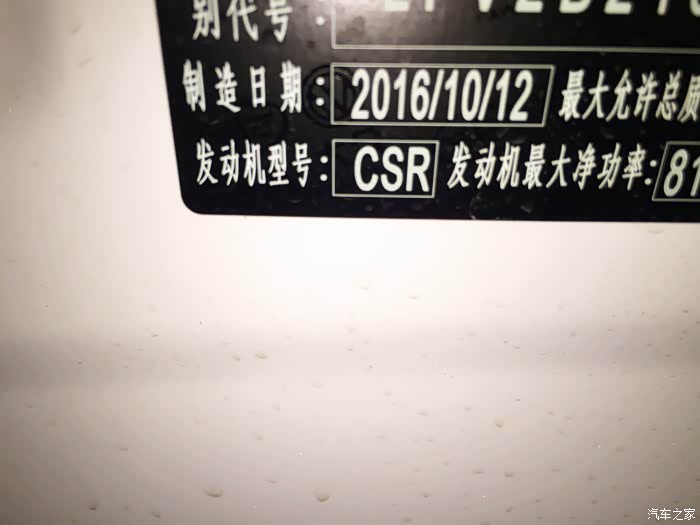 别代号:
制造日期: 2016/10/12 最大允许总质
发动机型号: CSR 发动机最大净功率: 81
汽车之家